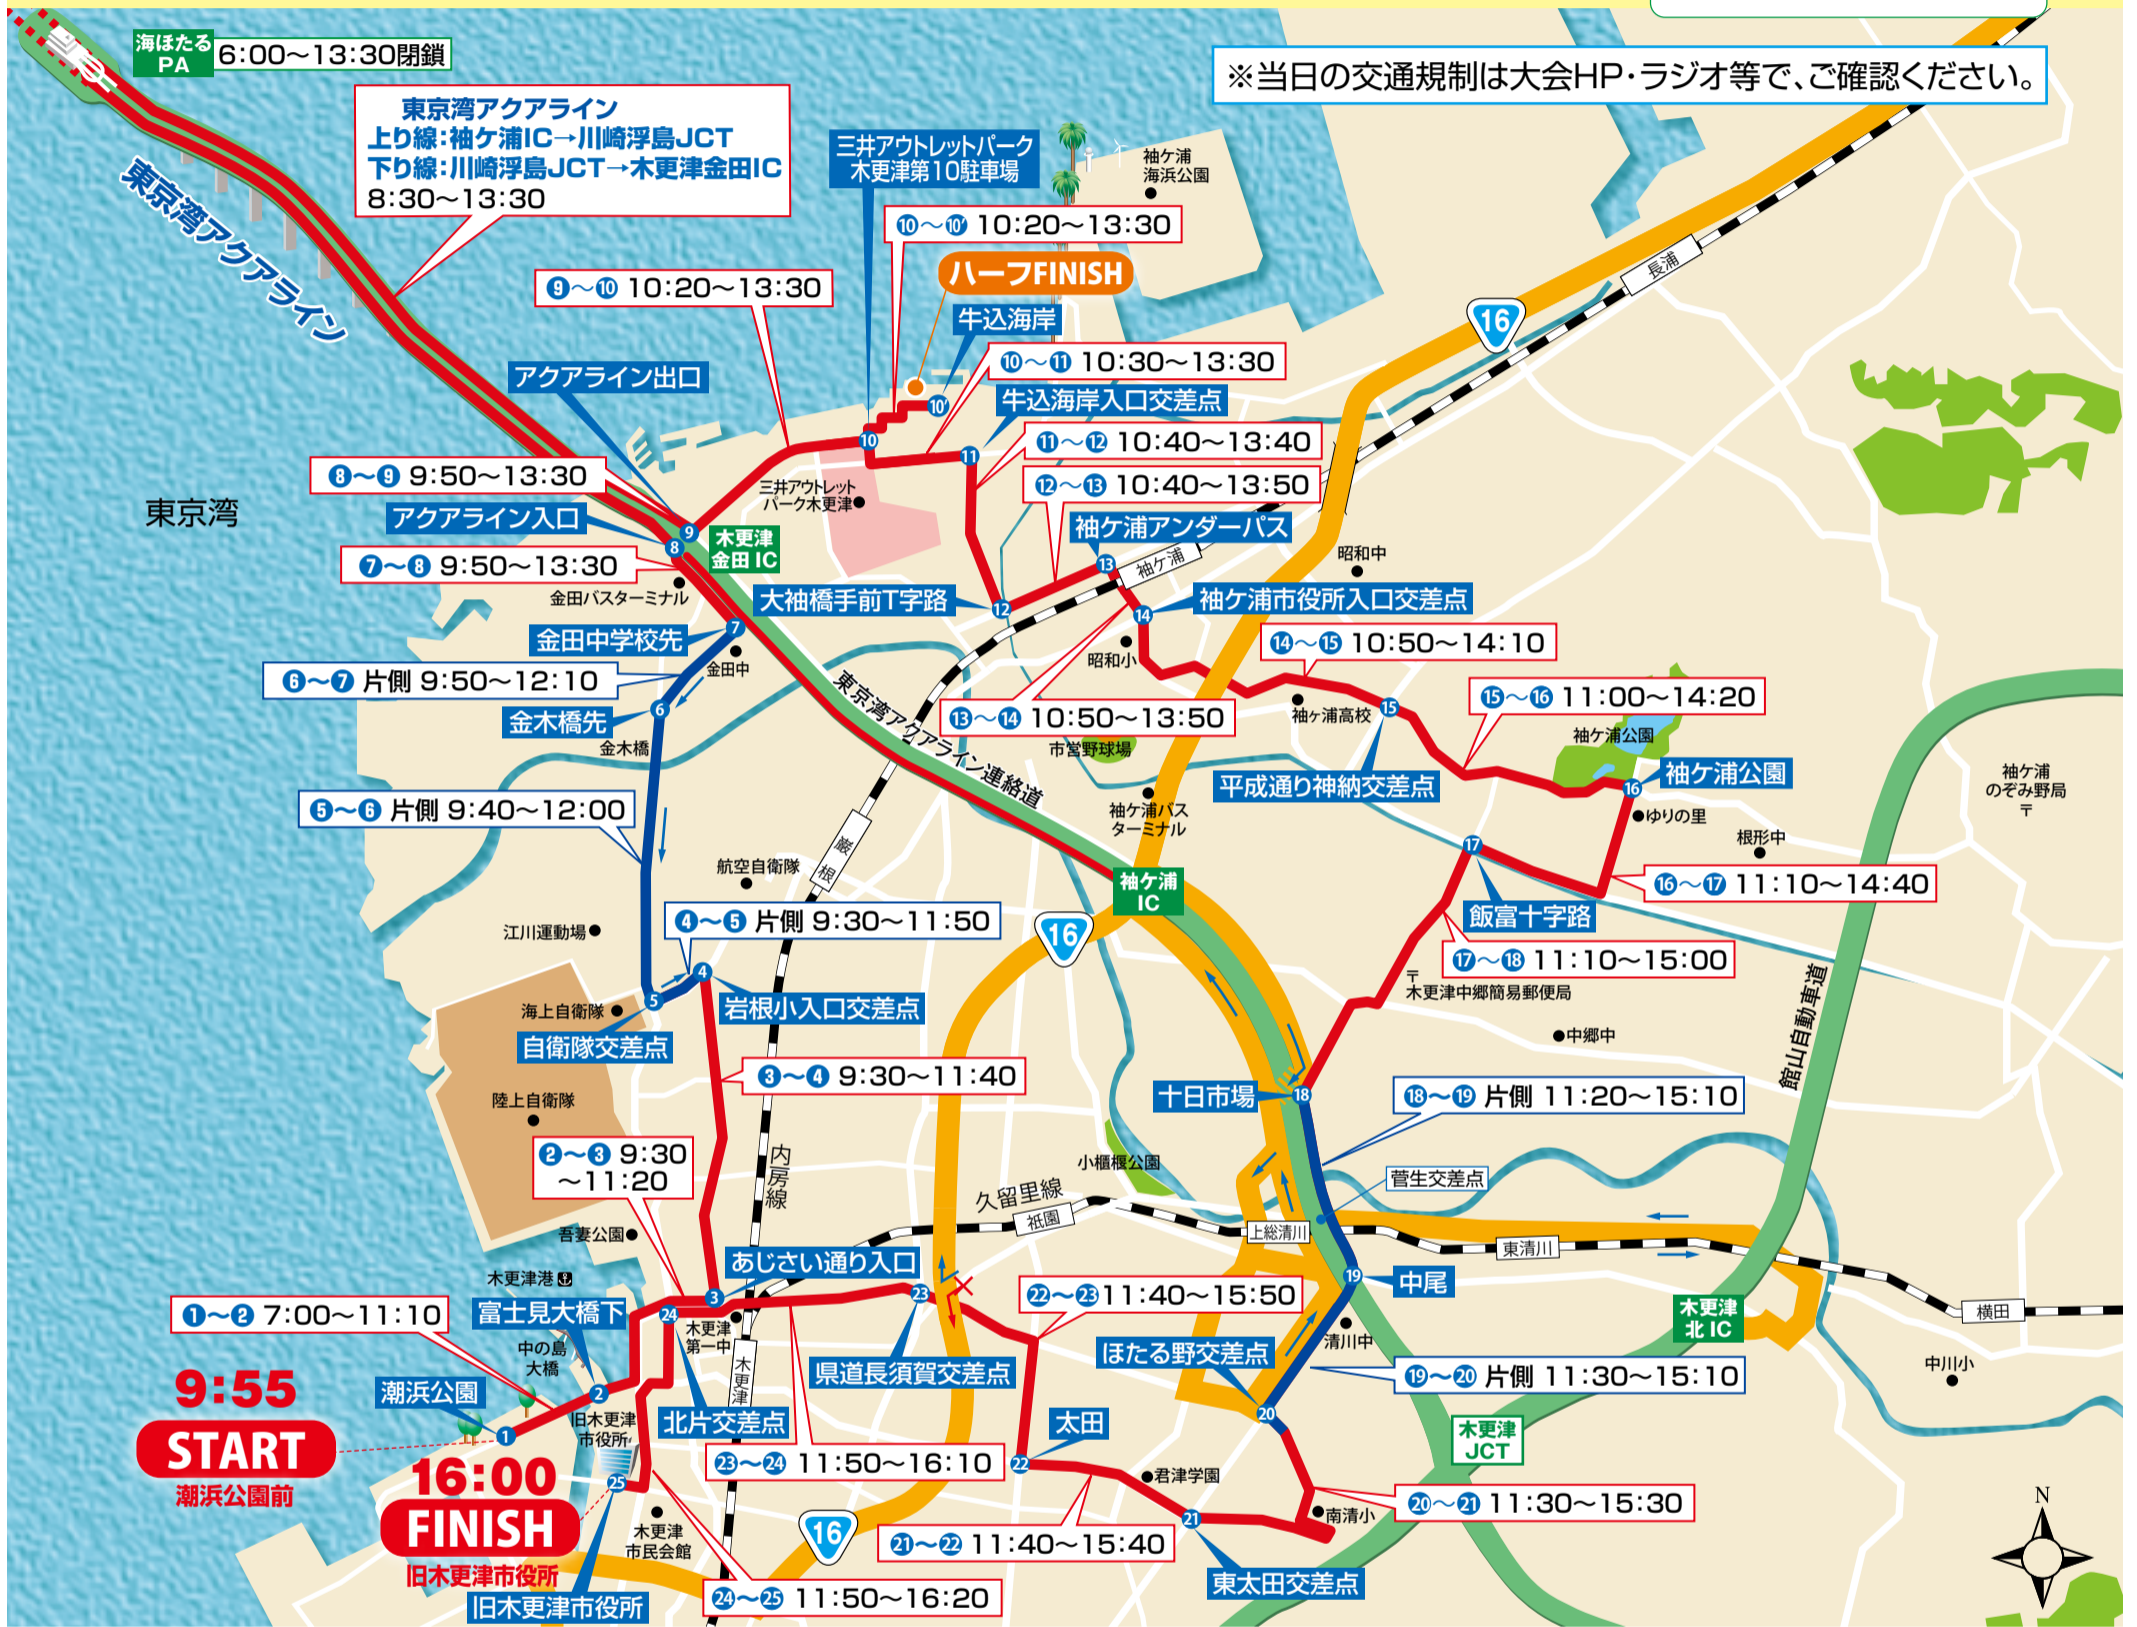 海ほたる
PA
6:00〜13:30閉鎖
※当日の交通規制は大会HP・ラジオ等で、ご確認ください。
東京湾アクアライン
上り線:袖ケ浦IC→川崎浮島JCT
下り線:川崎浮島JCT→木更津金田IC
8:30〜13:30
東京湾アクアライン
三井アウトレットパーク
木更津第10駐車場
袖ケ浦
海浜公園
⑩〜⑩' 10:20〜13:30
ハーフFINISH
⑨〜⑩ 10:20〜13:30
牛込海岸
長浦
16
⑩〜⑪ 10:30〜13:30
アクアライン出口
10'
牛込海岸入口交差点
10
⑪〜⑫ 10:40〜13:40
11
⑧〜⑨ 9:50〜13:30
三井アウトレット
パーク木更津
⑫〜⑬ 10:40〜13:50
東京湾
アクアライン入口
9
8
木更津
金田IC
袖ケ浦アンダーパス
昭和中
⑦〜⑧ 9:50〜13:30
13
袖ケ浦
金田バスターミナル
大袖橋手前T字路
12
14
袖ケ浦市役所入口交差点
金田中学校先
7
金田中
昭和小
⑭〜⑮ 10:50〜14:10
⑥〜⑦ 片側 9:50〜12:10
東京湾アクアライン連絡道
⑮〜⑯ 11:00〜14:20
金木橋先
6
⑬〜⑭ 10:50〜13:50
袖ヶ浦高校
15
金木橋
市営野球場
袖ケ浦公園
平成通り神納交差点
袖ケ浦公園
16
袖ケ浦
のぞみ野局
〒
⑤〜⑥ 片側 9:40〜12:00
袖ケ浦バス
ターミナル
ゆりの里
根形中
巌根
17
航空自衛隊
袖ケ浦
IC
⑯〜⑰ 11:10〜14:40
④〜⑤ 片側 9:30〜11:50
16
飯富十字路
江川運動場
⑰〜⑱ 11:10〜15:00
4
5
岩根小入口交差点
〒
木更津中郷簡易郵便局
海上自衛隊
自衛隊交差点
中郷中
館山自動車道
③〜④ 9:30〜11:40
十日市場
18
⑱〜⑲ 片側 11:20〜15:10
陸上自衛隊
②〜③ 9:30
〜11:20
内房線
小櫃堰公園
菅生交差点
久留里線
祇園
上総清川
東清川
吾妻公園
あじさい通り入口
木更津港
19
中尾
3
23
㉒〜㉓11:40〜15:50
木更津
北IC
横田
①〜② 7:00〜11:10
富士見大橋下
24
木更津
第一中
清川中
中の島
大橋
木更津
県道長須賀交差点
ほたる野交差点
中川小
⑲〜⑳ 片側 11:30〜15:10
9:55
START
潮浜公園前
潮浜公園
1
2
旧木更津
市役所
北片交差点
太田
20
木更津
JCT
16:00
FINISH
旧木更津市役所
25
㉓〜㉔ 11:50〜16:10
22
君津学園
⑳〜㉑ 11:30〜15:30
南清小
木更津
市民会館
16
21
㉑〜㉒ 11:40〜15:40
N
東太田交差点
旧木更津市役所
㉔〜㉕ 11:50〜16:20